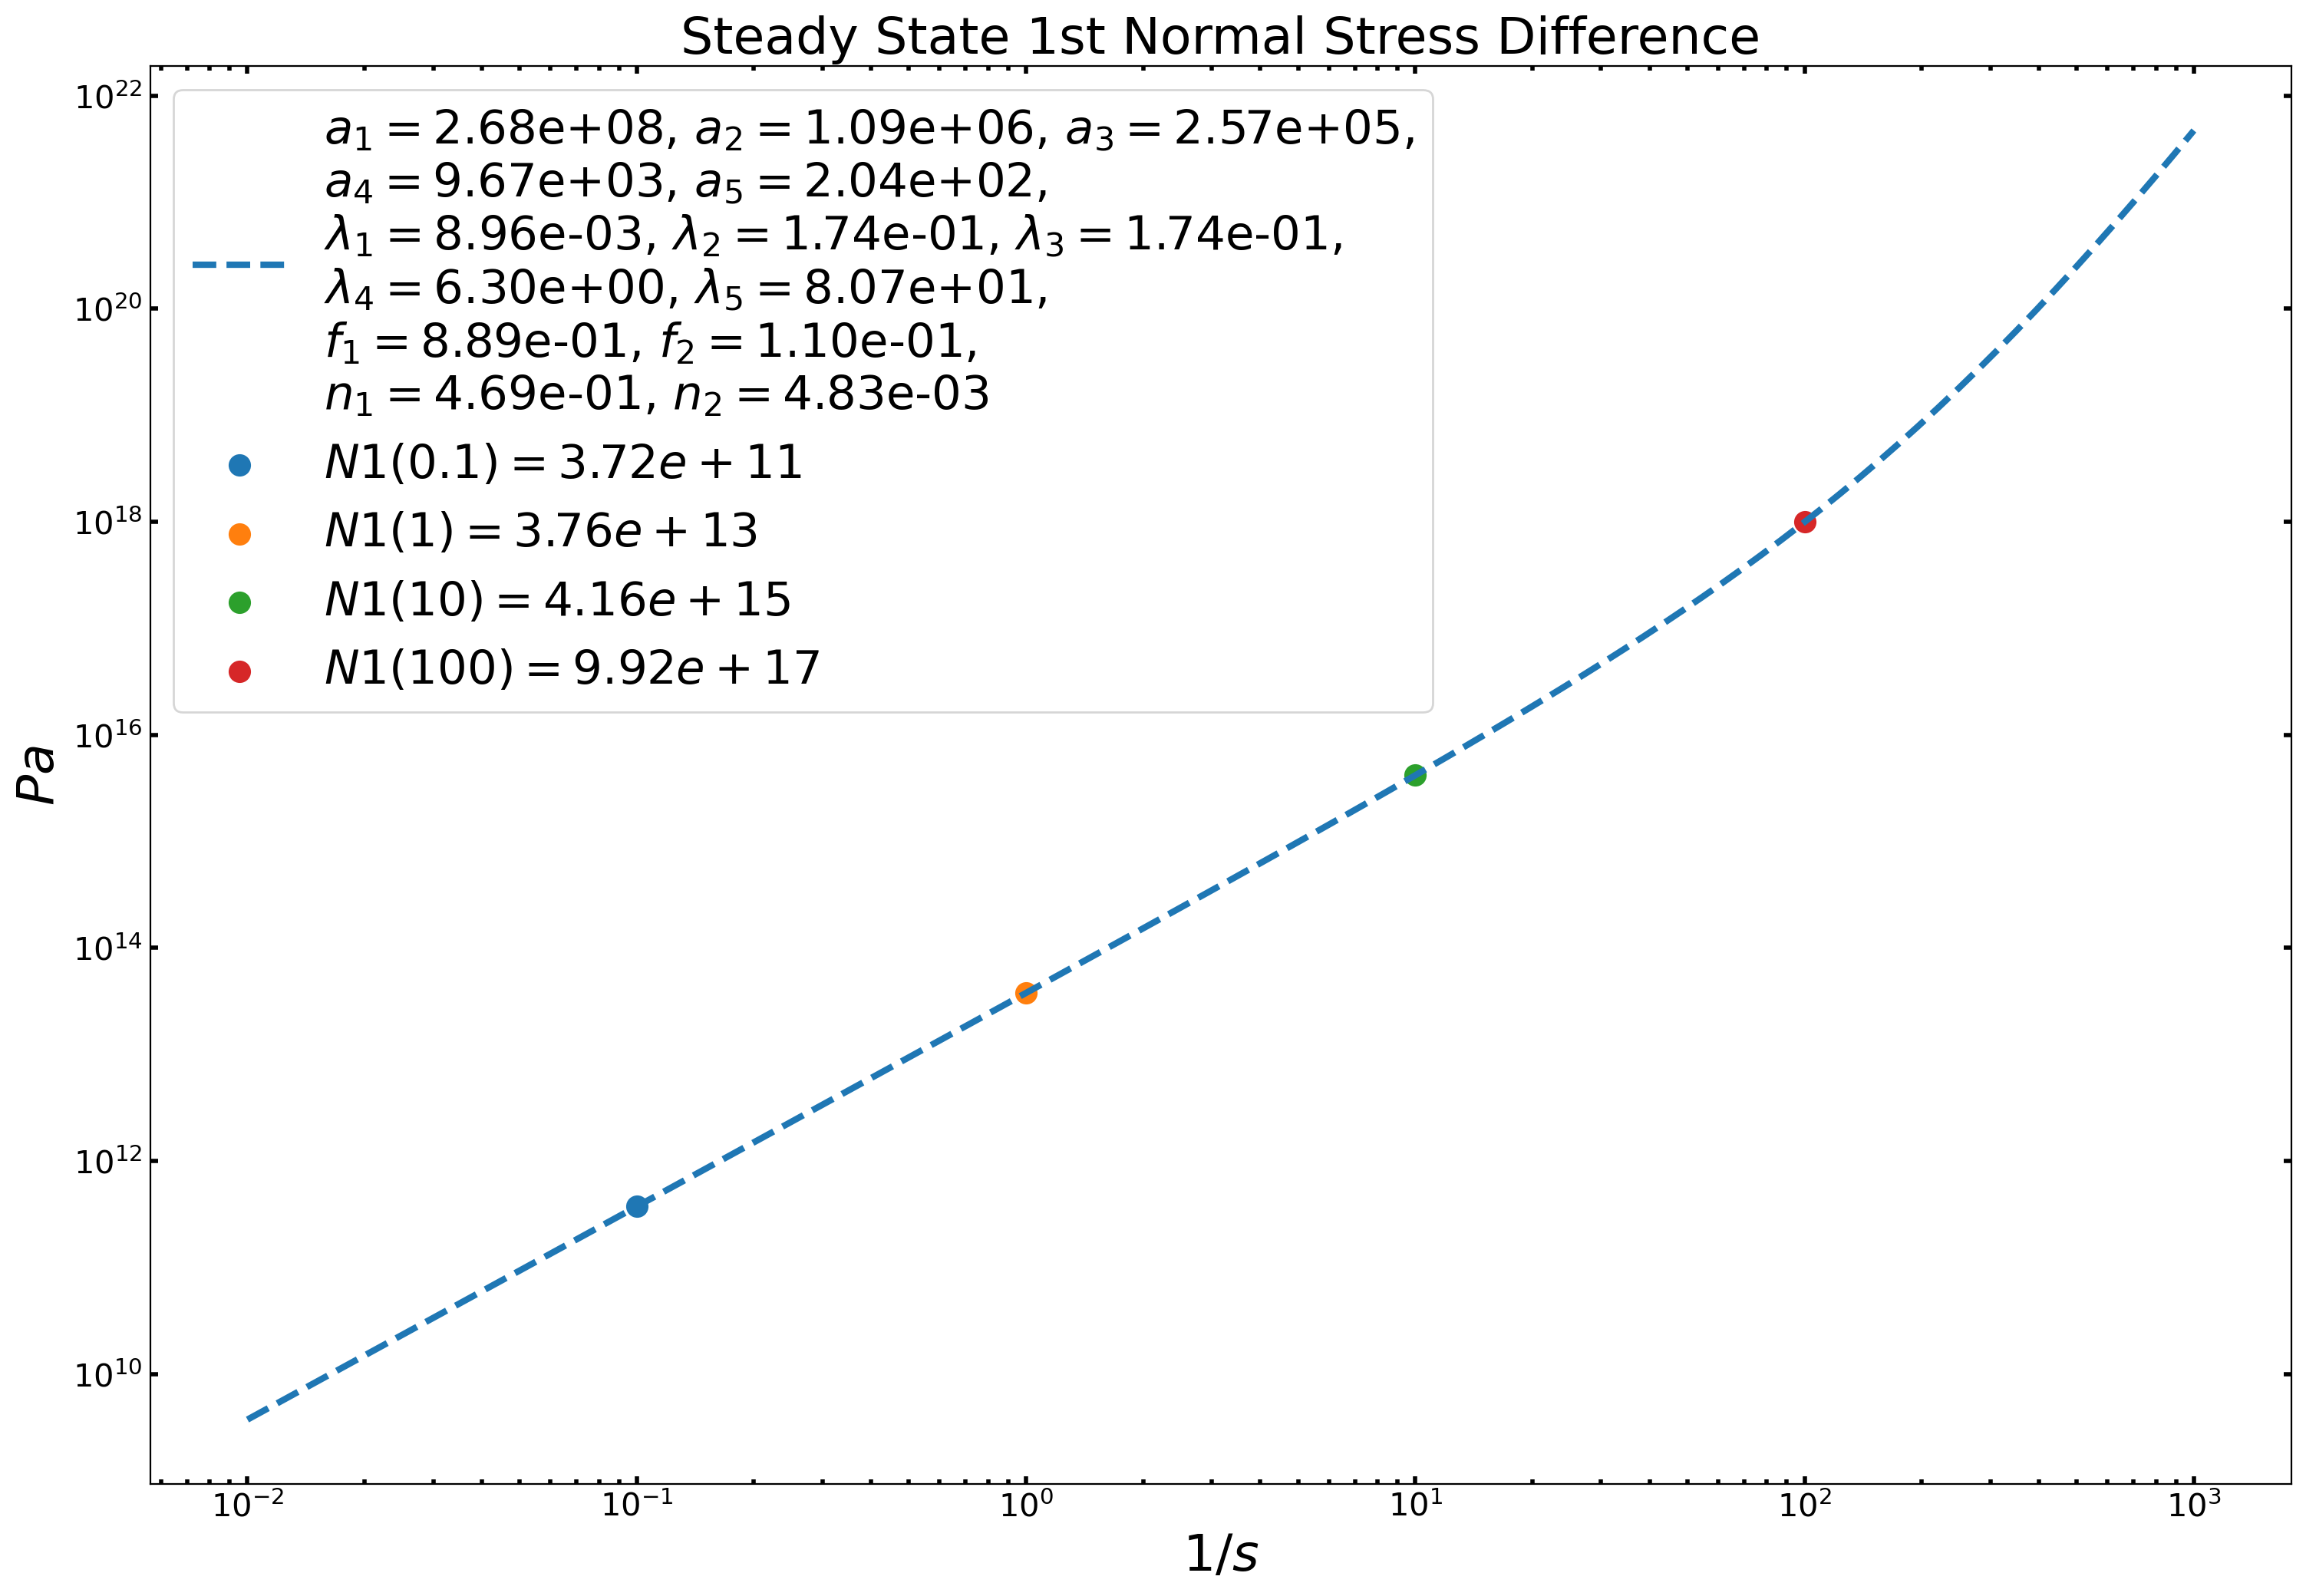 Steady State 1st Normal Stress Difference
10²²
10²⁰
10¹⁸
10¹⁶
10¹⁴
10¹²
10¹⁰
Pa
a₁ = 2.68e+08, a₂ = 1.09e+06, a₃ = 2.57e+05,
a₄ = 9.67e+03, a₅ = 2.04e+02,
λ₁ = 8.96e-03, λ₂ = 1.74e-01, λ₃ = 1.74e-01,
λ₄ = 6.30e+00, λ₅ = 8.07e+01,
f₁ = 8.89e-01, f₂ = 1.10e-01,
n₁ = 4.69e-01, n₂ = 4.83e-03
N1(0.1) = 3.72e + 11
N1(1) = 3.76e + 13
N1(10) = 4.16e + 15
N1(100) = 9.92e + 17
10⁻² 10⁻¹ 10⁰ 10¹ 10² 10³
1/s